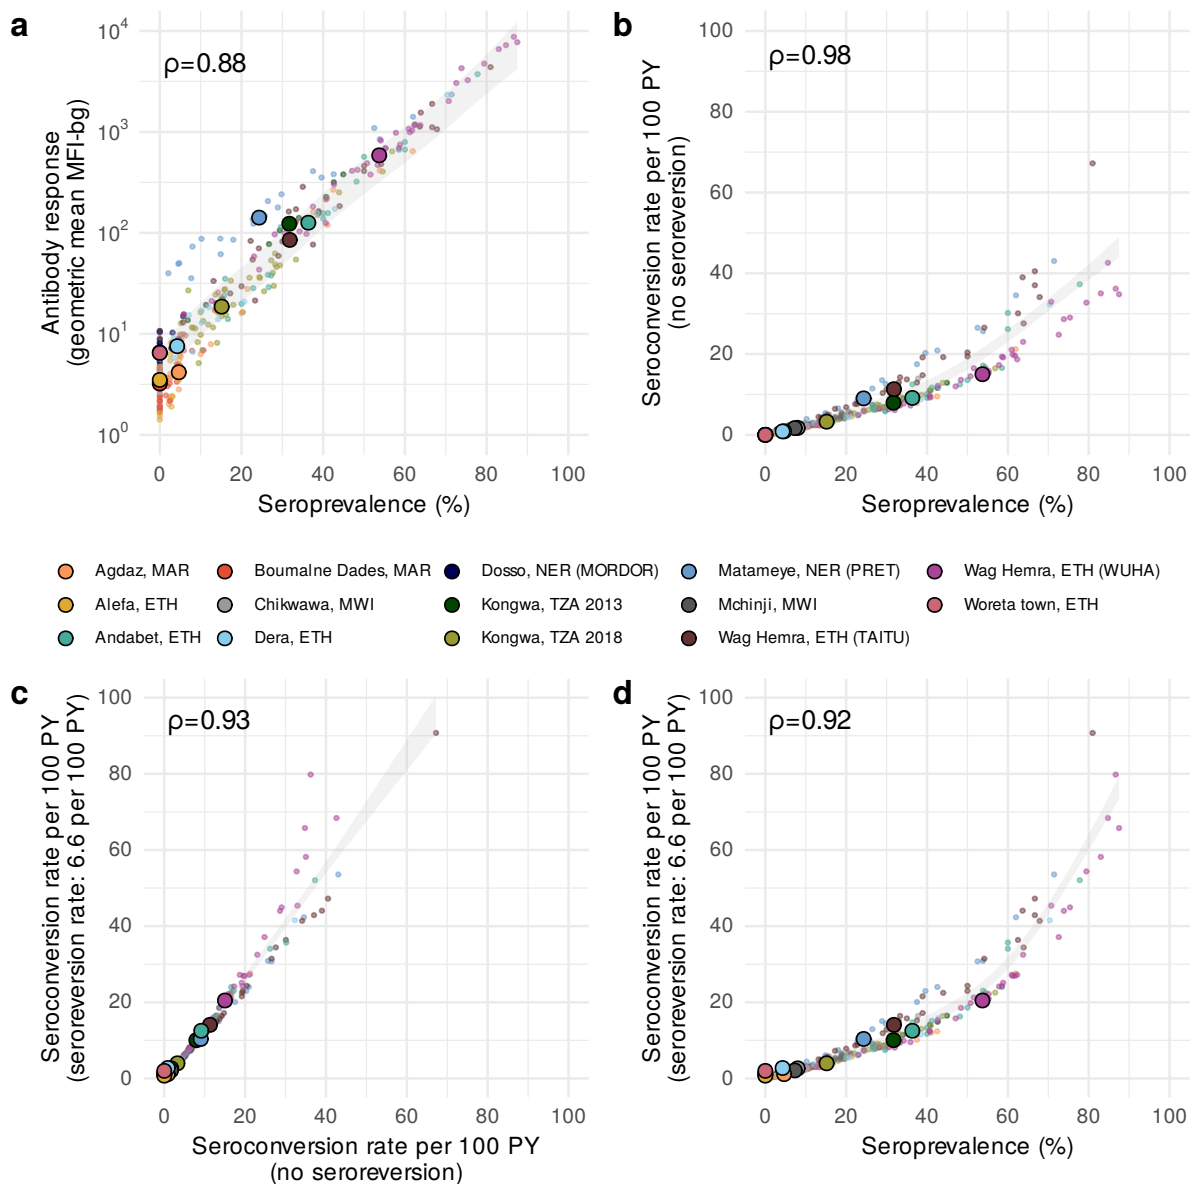 a
ρ=0.88
Antibody response
(geometric mean MFI-bg)
10⁴
10³
10²
10¹
10⁰
0 20 40 60 80 100
Seroprevalence (%)
b
ρ=0.98
Seroconversion rate per 100 PY
(no seroreversion)
100
80
60
40
20
0
0 20 40 60 80 100
Seroprevalence (%)
Agdaz, MAR
Alefa, ETH
Andabet, ETH
Boumalne Dades, MAR
Chikwawa, MWI
Dera, ETH
Dosso, NER (MORDOR)
Kongwa, TZA 2013
Kongwa, TZA 2018
Matameye, NER (PRET)
Mchinji, MWI
Wag Hemra, ETH (TAITU)
Wag Hemra, ETH (WUHA)
Woreta town, ETH
c
ρ=0.93
Seroconversion rate per 100 PY
(seroreversion rate: 6.6 per 100 PY)
100
80
60
40
20
0
0 20 40 60 80 100
Seroconversion rate per 100 PY
(no seroreversion)
d
ρ=0.92
Seroconversion rate per 100 PY
(seroreversion rate: 6.6 per 100 PY)
100
80
60
40
20
0
0 20 40 60 80 100
Seroprevalence (%)